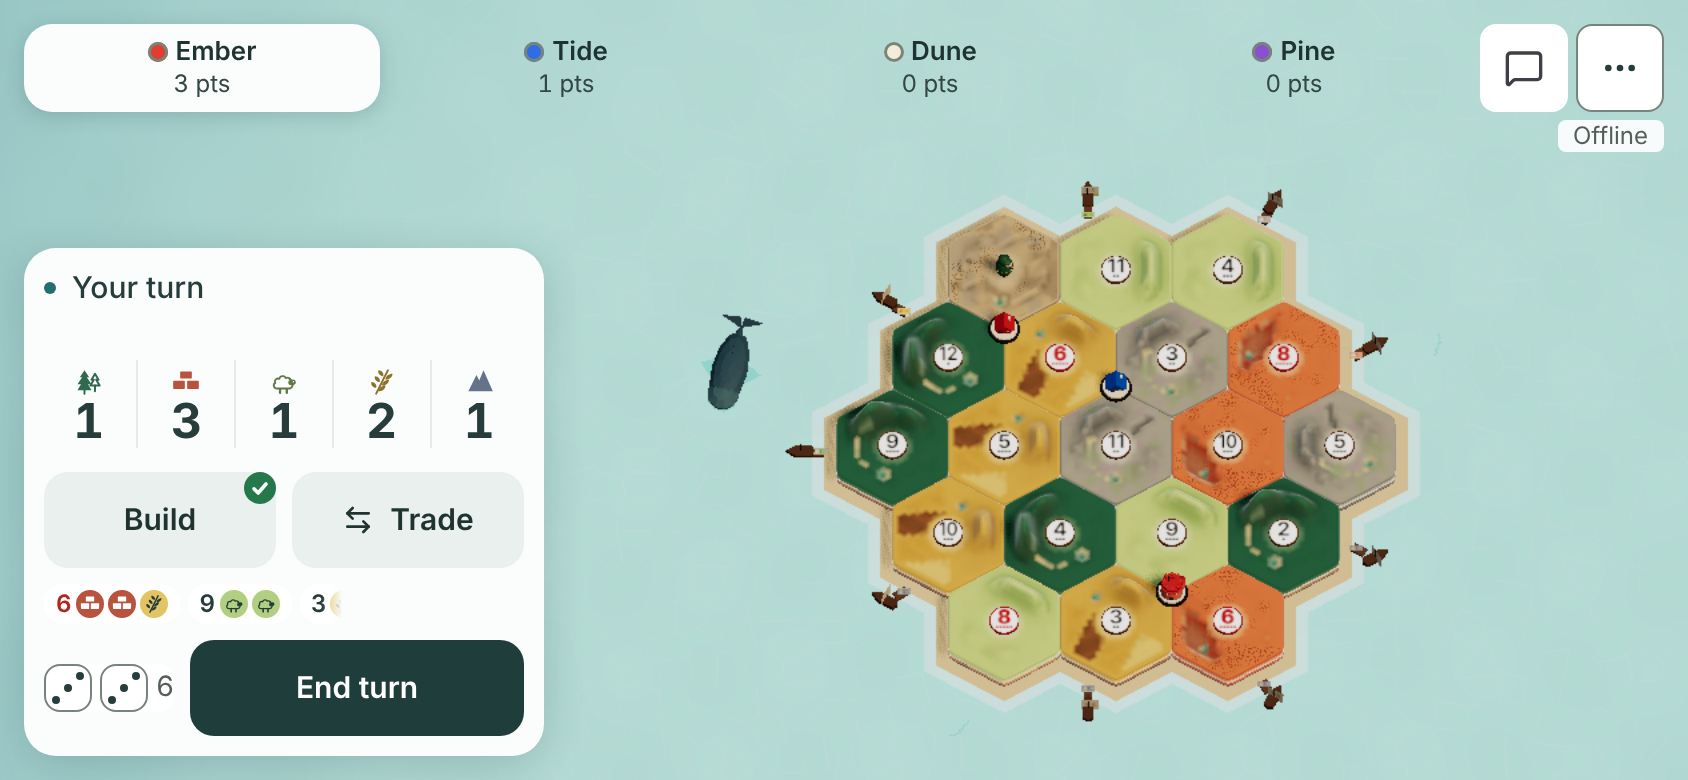 Ember
3 pts
Tide
1 pts
Dune
0 pts
Pine
0 pts
Offline
Your turn
1 3 1 2 1
Build
Trade
6 9 3
6
End turn
11 4
12 6 3 8
9 5 11 10 5
10 4 9 2
8 3 6